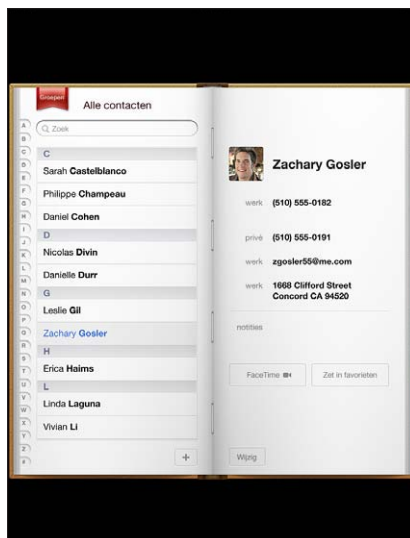 Groepen
Alle contacten
Zoek
A
B
C
D
E
F
G
H
I
J
K
L
M
N
O
P
Q
R
S
T
U
V
W
X
Y
Z
#
C
Sarah Castelblanco
Philippe Champeau
Daniel Cohen
D
Nicolas Divin
Danielle Durr
G
Leslie Gil
Zachary Gosler
H
Erica Haims
L
Linda Laguna
Vivian Li
+
Zachary Gosler
werk (510) 555-0182
privé (510) 555-0191
werk zgosler55@me.com
werk 1668 Clifford Street
Concord CA 94520
notities
FaceTime Zet in favorieten
Wijzig